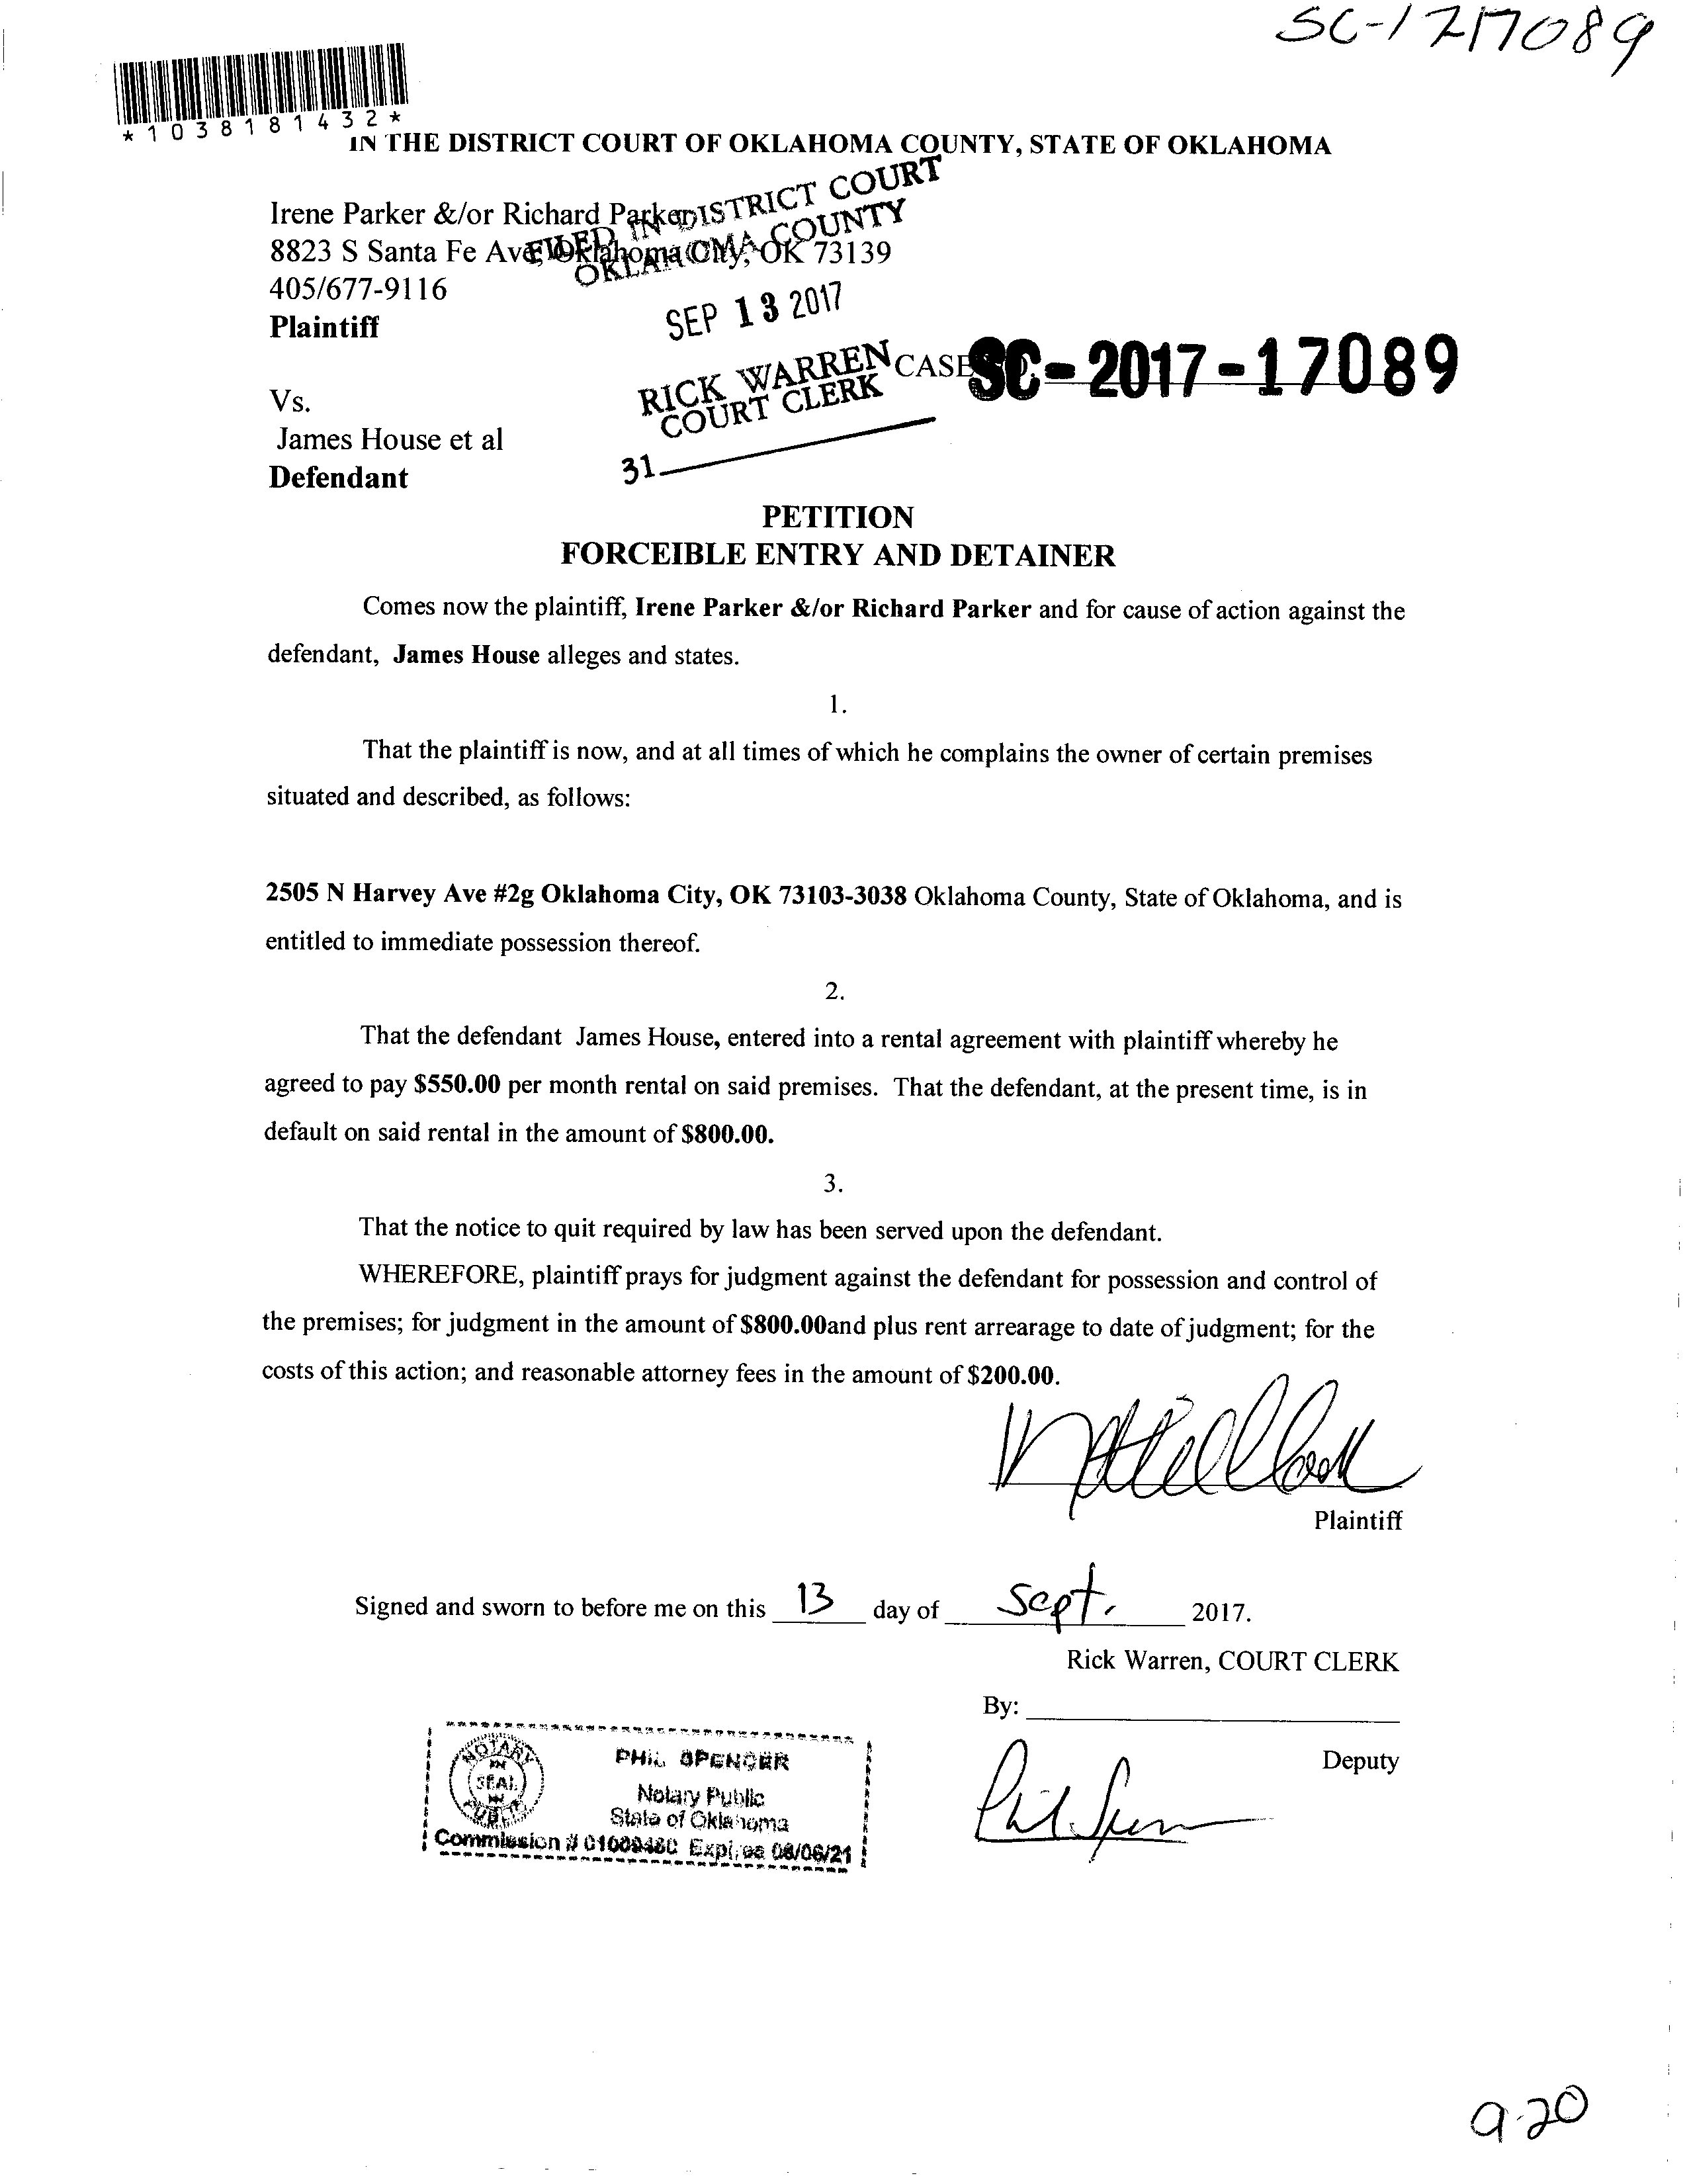 SC-17-17089
*1038181432*
IN THE DISTRICT COURT OF OKLAHOMA COUNTY, STATE OF OKLAHOMA
Irene Parker &/or Richard Parker
8823 S Santa Fe Ave, Oklahoma City, OK 73139
405/677-9116
Plaintiff
FILED IN DISTRICT COURT
OKLAHOMA COUNTY
SEP 13 2017
RICK WARREN
COURT CLERK
31
CASE SC-2017-17089
Vs.
James House et al
Defendant
PETITION
FORCEIBLE ENTRY AND DETAINER
Comes now the plaintiff, Irene Parker &/or Richard Parker and for cause of action against the
defendant, James House alleges and states.
1.
That the plaintiff is now, and at all times of which he complains the owner of certain premises
situated and described, as follows:
2505 N Harvey Ave #2g Oklahoma City, OK 73103-3038 Oklahoma County, State of Oklahoma, and is
entitled to immediate possession thereof.
2.
That the defendant James House, entered into a rental agreement with plaintiff whereby he
agreed to pay $550.00 per month rental on said premises. That the defendant, at the present time, is in
default on said rental in the amount of $800.00.
3.
That the notice to quit required by law has been served upon the defendant.
WHEREFORE, plaintiff prays for judgment against the defendant for possession and control of
the premises; for judgment in the amount of $800.00and plus rent arrearage to date of judgment; for the
costs of this action; and reasonable attorney fees in the amount of $200.00.
Plaintiff
Signed and sworn to before me on this 13 day of Sept. 2017.
Rick Warren, COURT CLERK
By:
Deputy
NOTARY PUBLIC
IN SEAL IN
PHIL SPENCER
Notary Public
State of Oklahoma
Commission # Expires 08/06/21
9-20